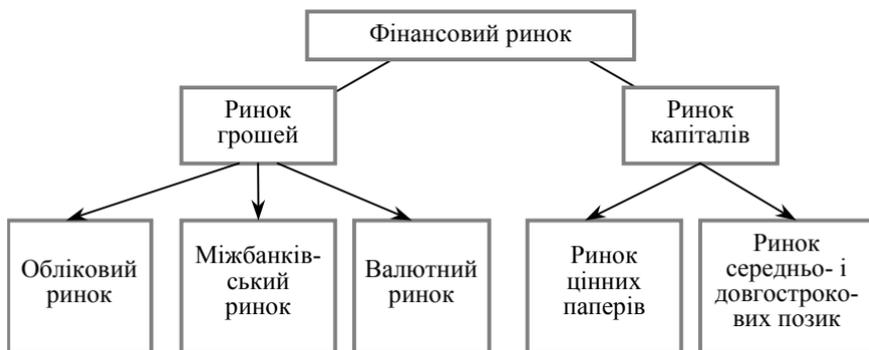 Фінансовий ринок
Ринок
грошей
Ринок
капіталів
Обліковий
ринок
Міжбанків-
ський
ринок
Валютний
ринок
Ринок
цінних
паперів
Ринок
середньо- і
довгостроко-
вих позик